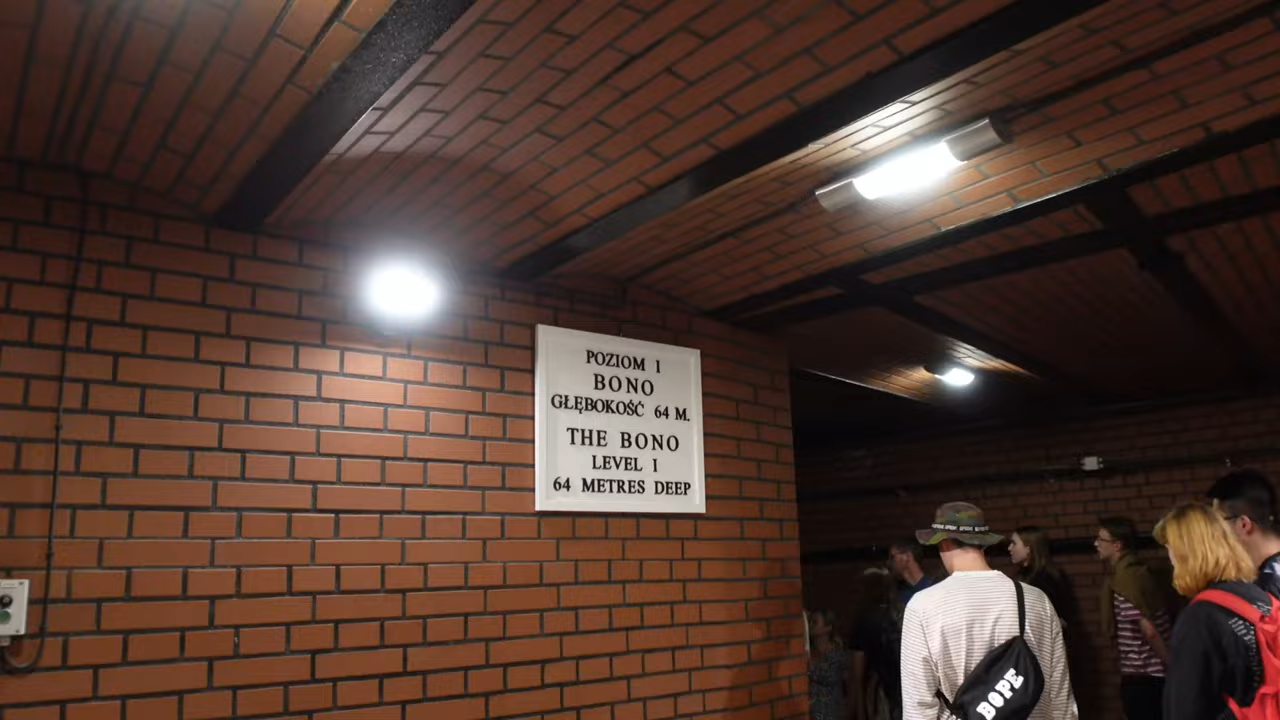 POZIOM I
BONO
GŁĘBOKOŚĆ 64 M.
THE BONO
LEVEL I
64 METRES DEEP
BOPE